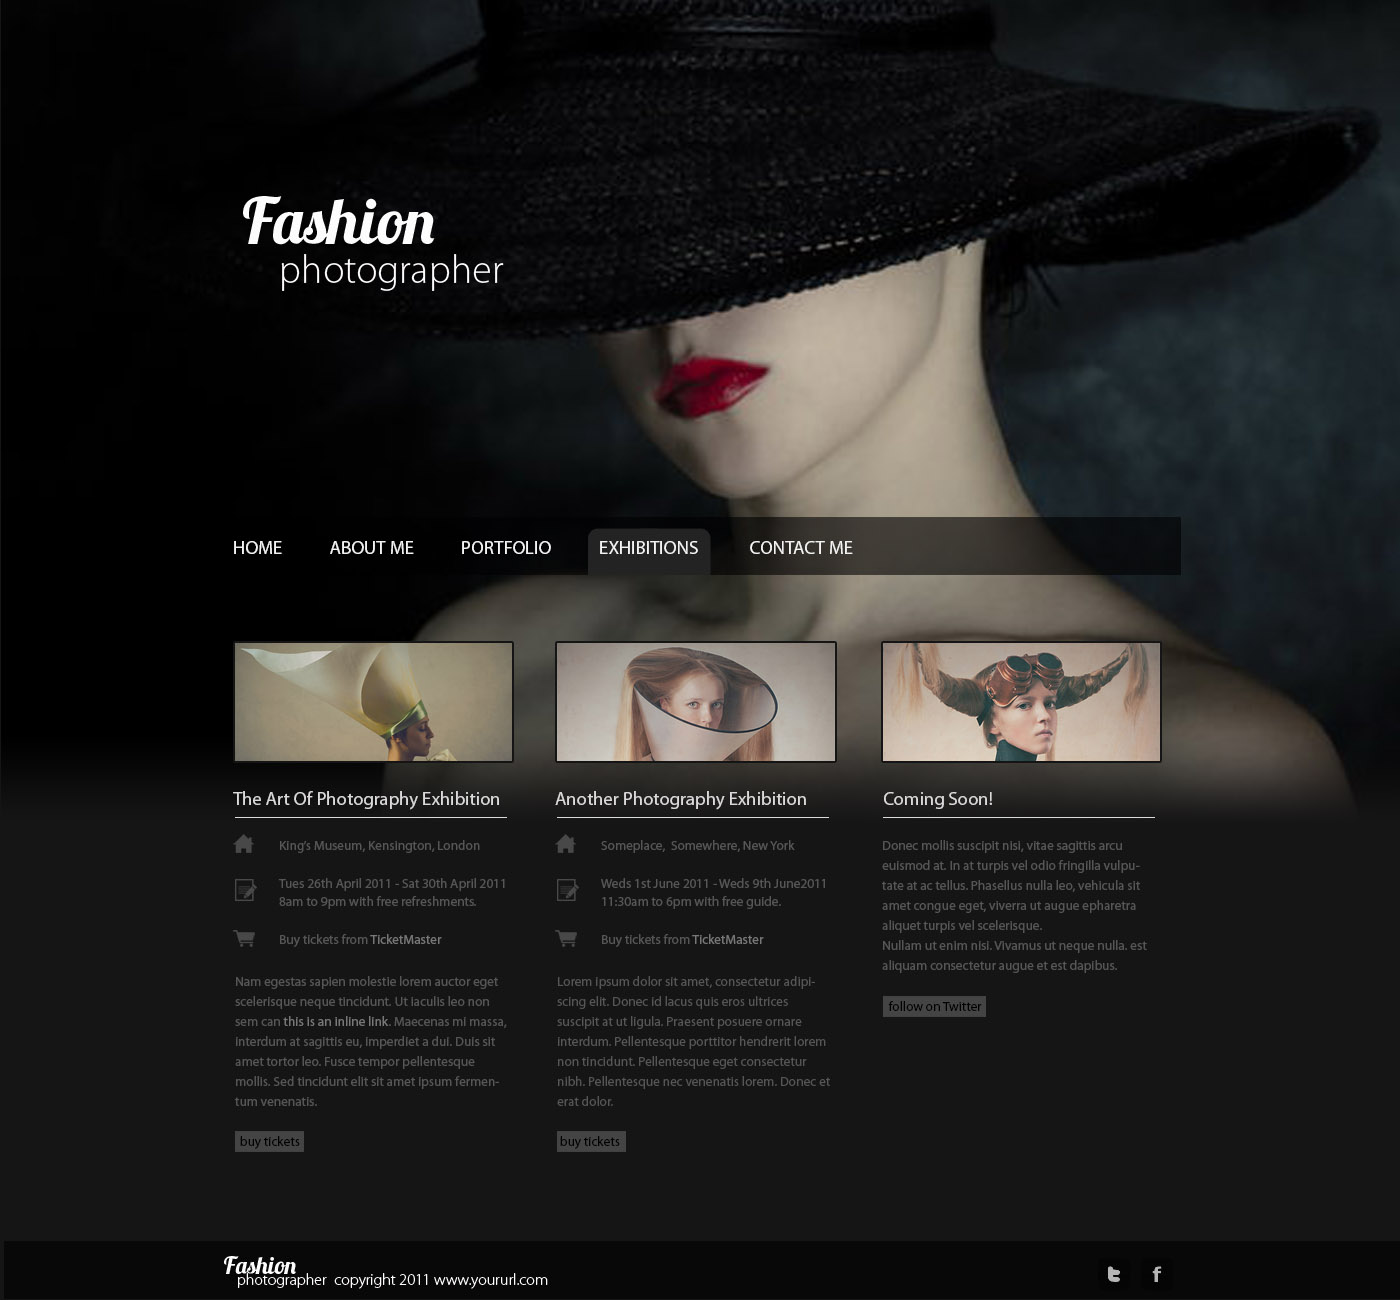 Fashion
photographer
HOME
ABOUT ME
PORTFOLIO
EXHIBITIONS
CONTACT ME
The Art Of Photography Exhibition
King's Museum, Kensington, London
Tues 26th April 2011 - Sat 30th April 2011
8am to 9pm with free refreshments.
Buy tickets from TicketMaster
Nam egestas sapien molestie lorem auctor eget
scelerisque neque tincidunt. Ut iaculis leo non
sem can this is an inline link. Maecenas mi massa,
interdum at sagittis eu, imperdiet a dui. Duis sit
amet tortor leo. Fusce tempor pellentesque
mollis. Sed tincidunt elit sit amet ipsum fermen-
tum venenatis.
buy tickets
Another Photography Exhibition
Someplace,  Somewhere, New York
Weds 1st June 2011 - Weds 9th June2011
11:30am to 6pm with free guide.
Buy tickets from TicketMaster
Lorem ipsum dolor sit amet, consectetur adipi-
scing elit. Donec id lacus quis eros ultrices
suscipit at ut ligula. Praesent posuere ornare
interdum. Pellentesque porttitor hendrerit lorem
non tincidunt. Pellentesque eget consectetur
nibh. Pellentesque nec venenatis lorem. Donec et
erat dolor.
buy tickets
Coming Soon!
Donec mollis suscipit nisi, vitae sagittis arcu
euismod at. In at turpis vel odio fringilla vulpu-
tate at ac tellus. Phasellus nulla leo, vehicula sit
amet congue eget, viverra ut augue epharetra
aliquet turpis vel scelerisque.
Nullam ut enim nisi. Vivamus ut neque nulla. est
aliquam consectetur augue et est dapibus.
follow on Twitter
Fashion
photographer  copyright 2011 www.yoururl.com
t
f